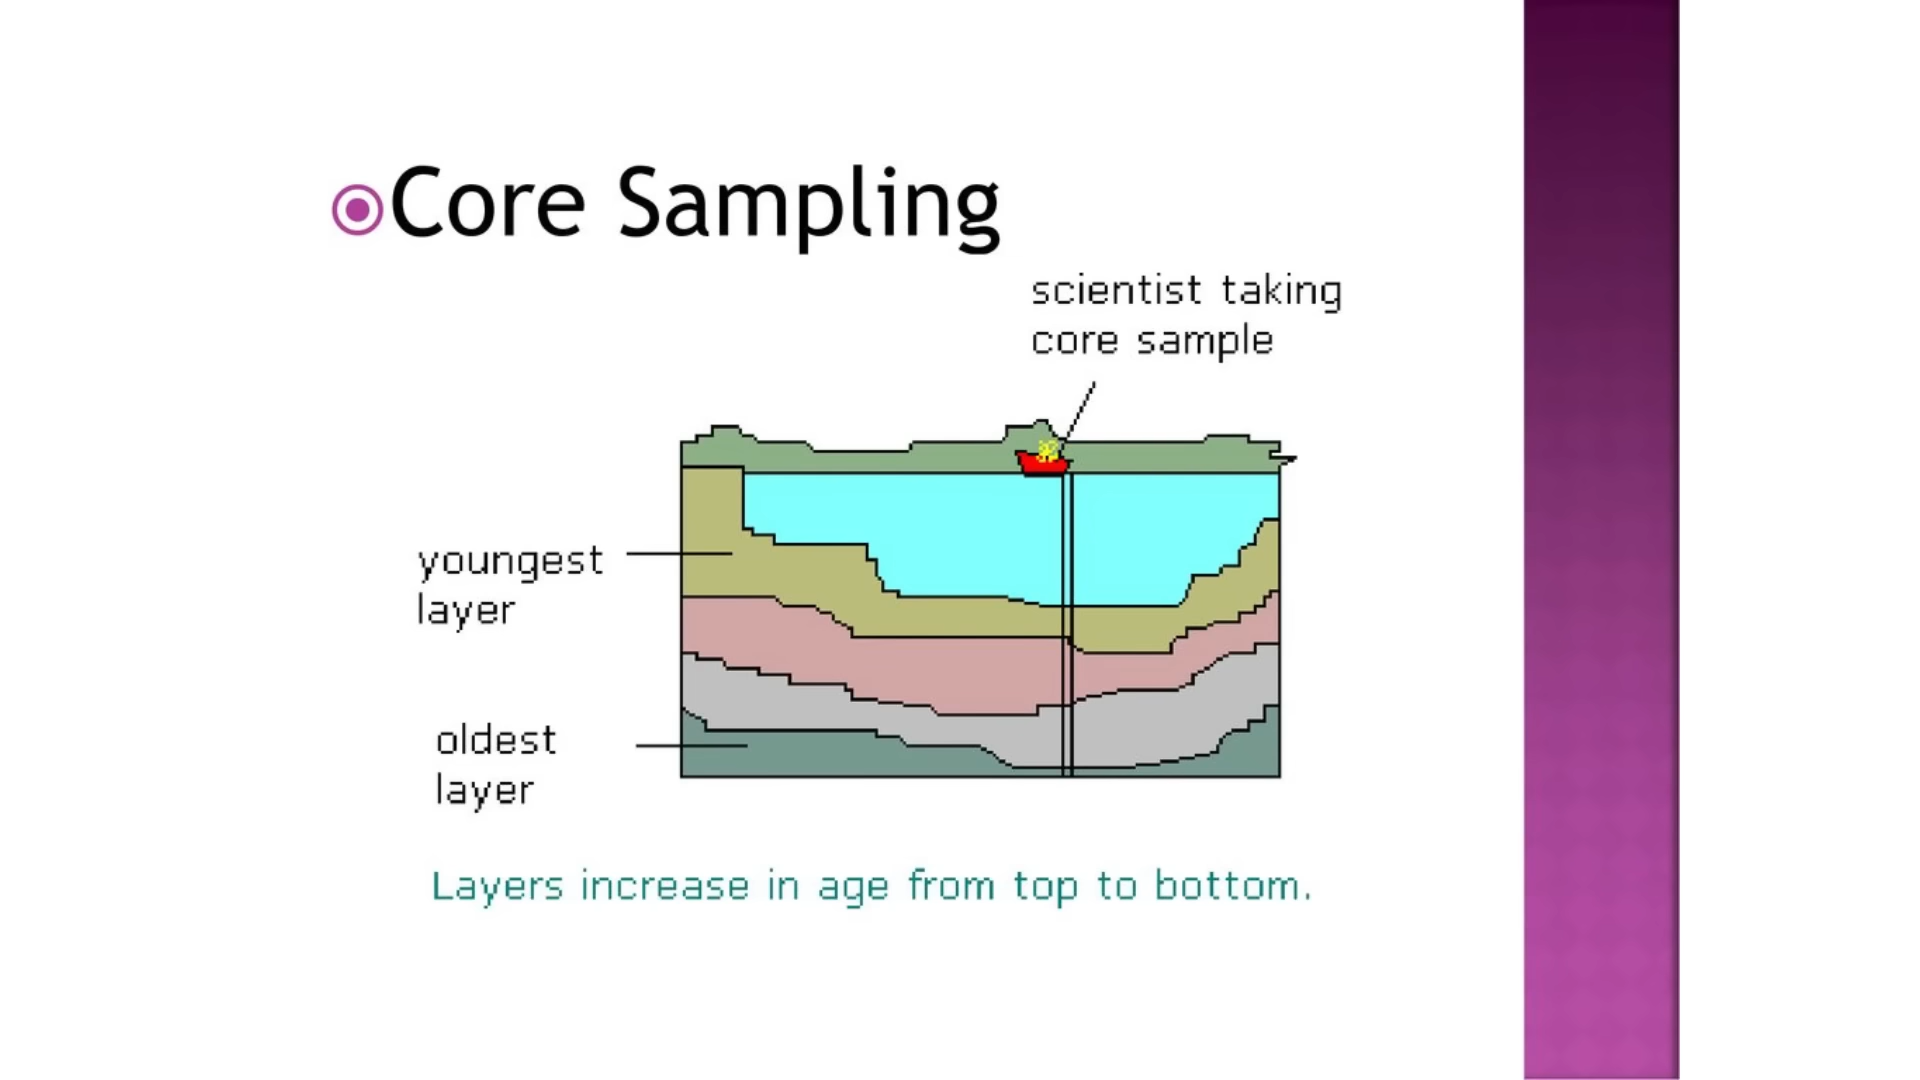 Core Sampling
scientist taking
core sample
youngest
layer
oldest
layer
Layers increase in age from top to bottom.